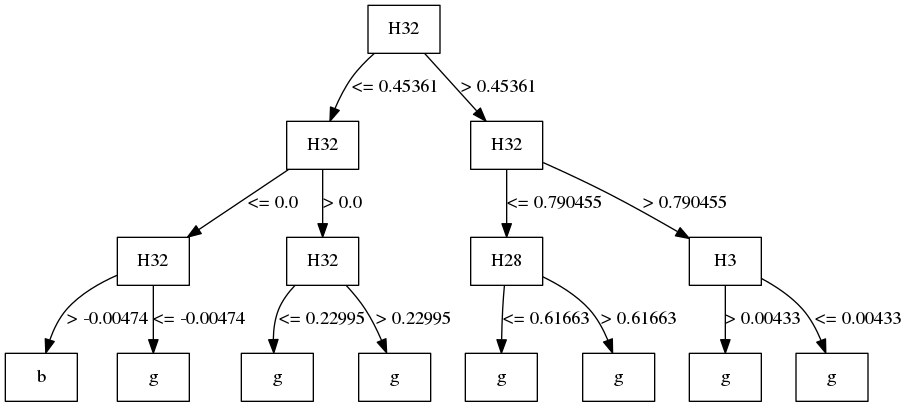 H32
<= 0.45361 > 0.45361
H32 H32
<= 0.0 > 0.0 <= 0.790455 > 0.790455
H32 H32 H28 H3
> -0.00474 <= -0.00474 <= 0.22995 > 0.22995 <= 0.61663 > 0.61663 > 0.00433 <= 0.00433
b g g g g g g g